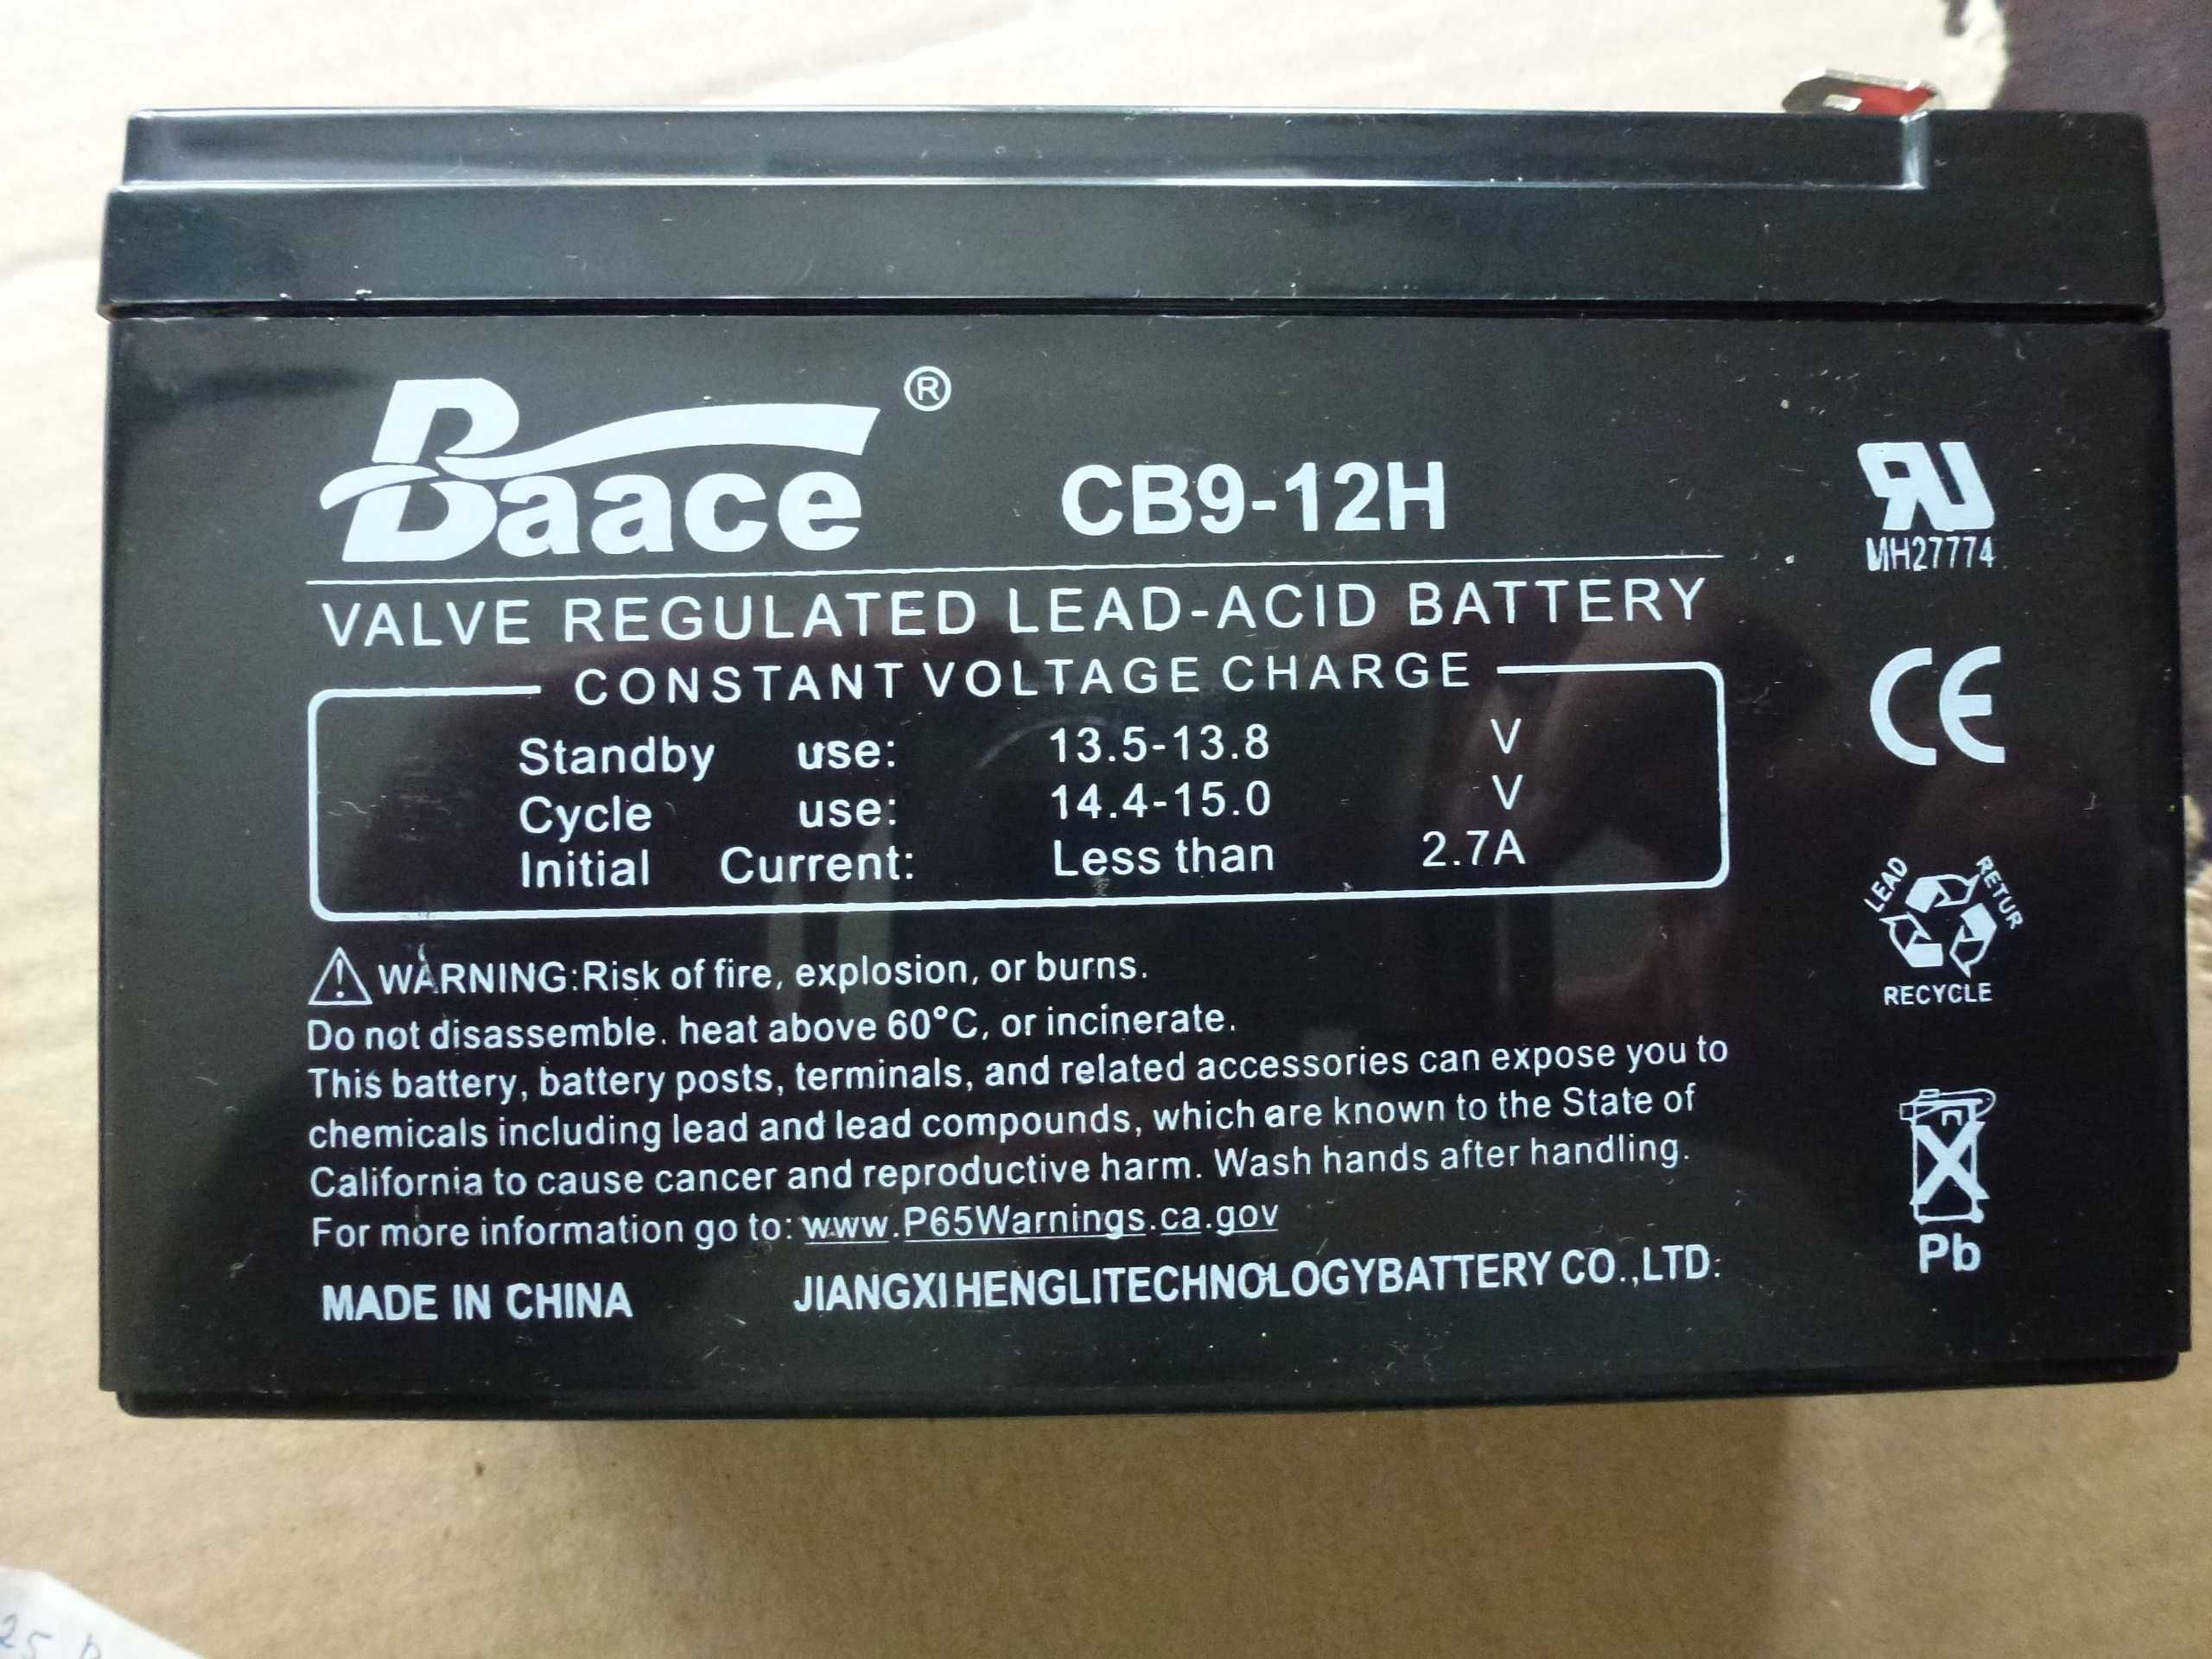 Baace ®
CB9-12H
VALVE REGULATED LEAD-ACID BATTERY
CONSTANT VOLTAGE CHARGE
Standby use: 13.5-13.8 V
Cycle use: 14.4-15.0 V
Initial Current: Less than 2.7A
WARNING:Risk of fire, explosion, or burns.
Do not disassemble. heat above 60°C, or incinerate.
This battery, battery posts, terminals, and related accessories can expose you to
chemicals including lead and lead compounds, which are known to the State of
California to cause cancer and reproductive harm. Wash hands after handling.
For more information go to: www.P65Warnings.ca.gov
MADE IN CHINA JIANGXI HENGLITECHNOLOGYBATTERY CO.,LTD.
RU
MH27774
CE
LEAD RETUR
RECYCLE
Pb
25